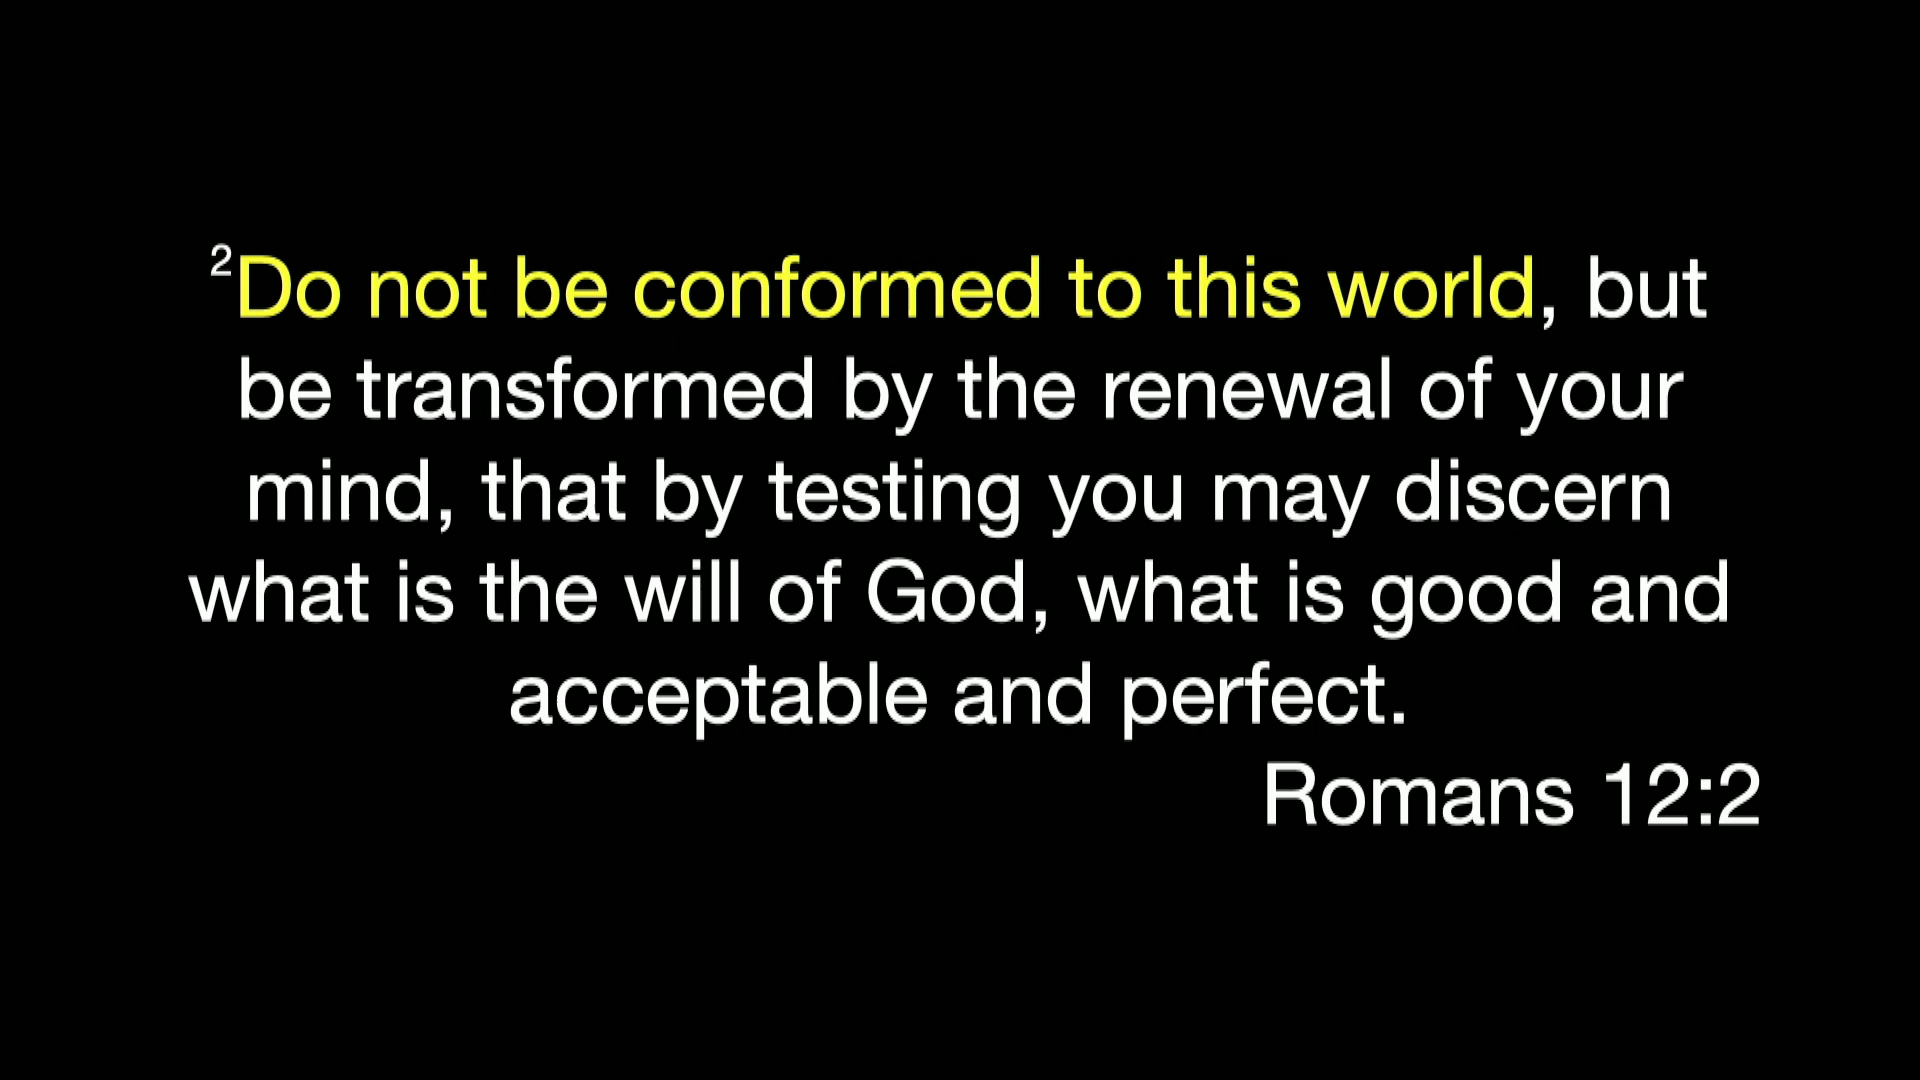 ²Do not be conformed to this world, but
be transformed by the renewal of your
mind, that by testing you may discern
what is the will of God, what is good and
acceptable and perfect.
Romans 12:2